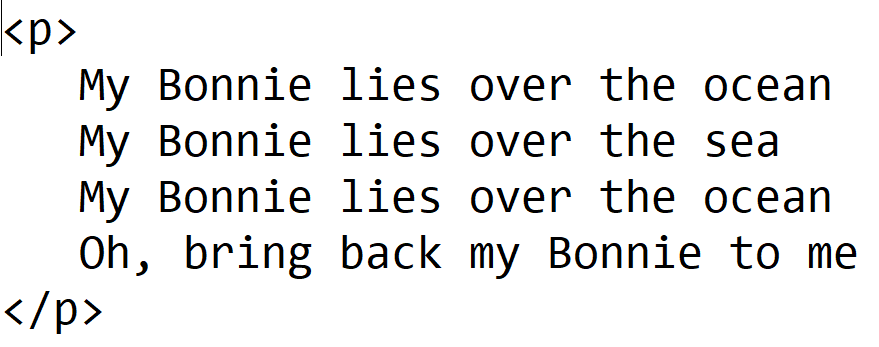 <p>
My Bonnie lies over the ocean
My Bonnie lies over the sea
My Bonnie lies over the ocean
Oh, bring back my Bonnie to me
</p>